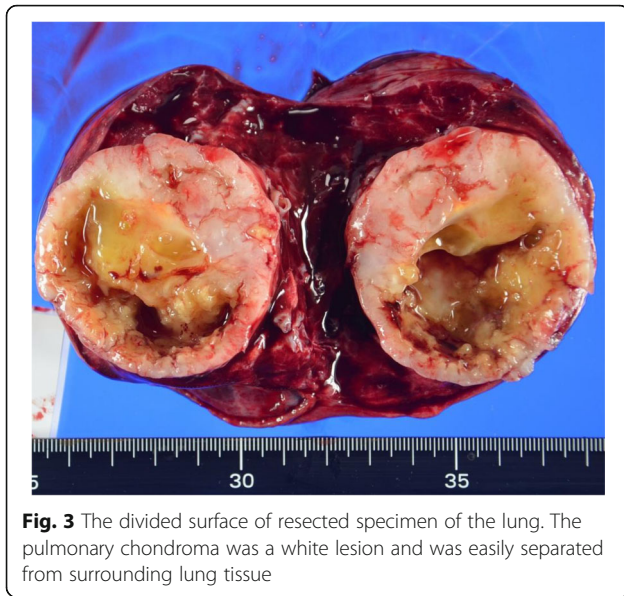 5 30 35
Fig. 3 The divided surface of resected specimen of the lung. The
pulmonary chondroma was a white lesion and was easily separated
from surrounding lung tissue